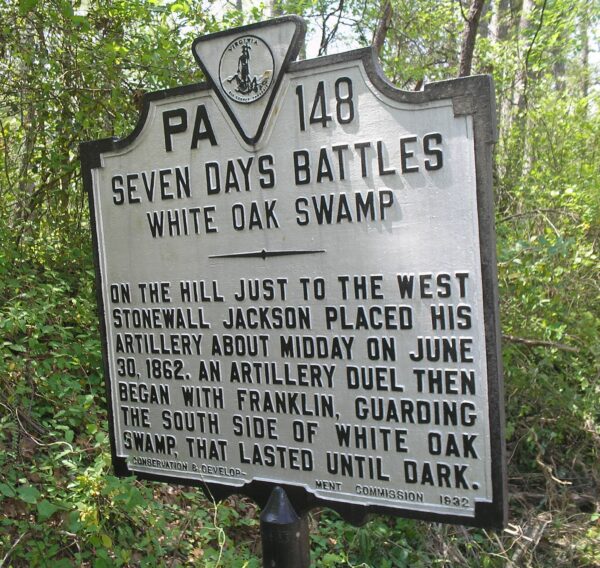 VIRGINIA
PA 148
SEVEN DAYS BATTLES
WHITE OAK SWAMP
ON THE HILL JUST TO THE WEST
STONEWALL JACKSON PLACED HIS
ARTILLERY ABOUT MIDDAY ON JUNE
30, 1862. AN ARTILLERY DUEL THEN
BEGAN WITH FRANKLIN, GUARDING
THE SOUTH SIDE OF WHITE OAK
SWAMP, THAT LASTED UNTIL DARK.
CONSERVATION & DEVELOP- MENT COMMISSION 1932